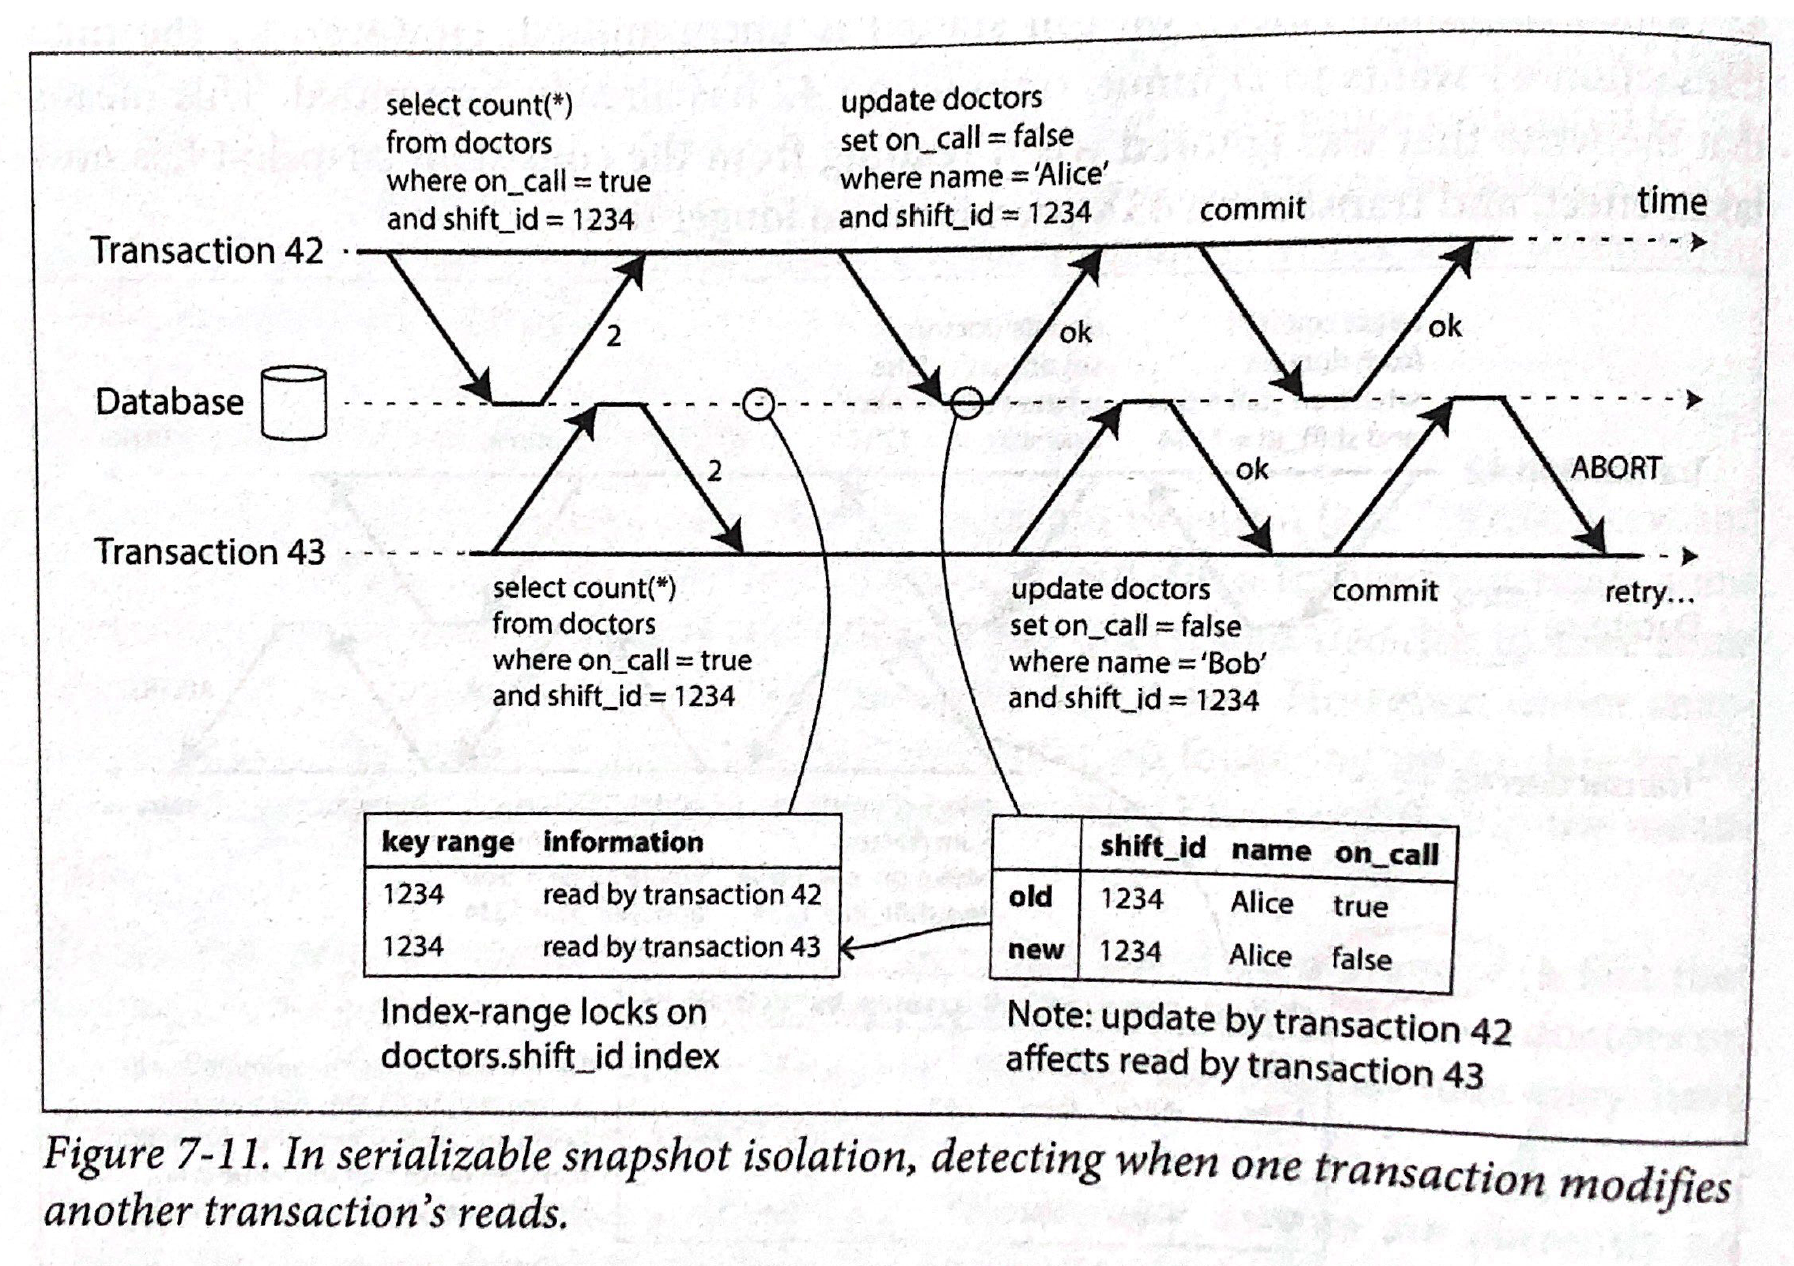 select count(*)
from doctors
where on_call = true
and shift_id = 1234
update doctors
set on_call = false
where name = 'Alice'
and shift_id = 1234
commit
time
Transaction 42
2
ok
ok
Database
2
ok
ABORT
Transaction 43
select count(*)
from doctors
where on_call = true
and shift_id = 1234
update doctors
set on_call = false
where name = 'Bob'
and shift_id = 1234
commit
retry...
key range information
1234 read by transaction 42
1234 read by transaction 43
Index-range locks on
doctors.shift_id index
shift_id name on_call
old 1234 Alice true
new 1234 Alice false
Note: update by transaction 42
affects read by transaction 43
Figure 7-11. In serializable snapshot isolation, detecting when one transaction modifies
another transaction's reads.